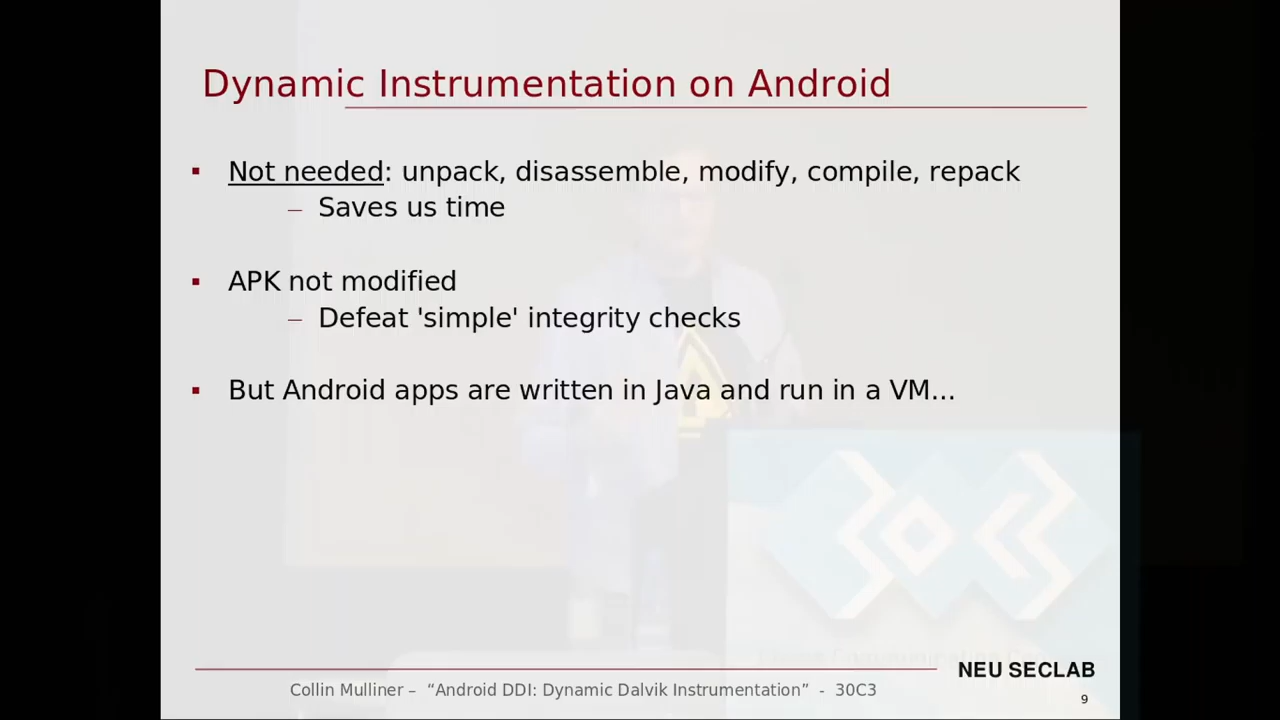 Dynamic Instrumentation on Android
▪ Not needed: unpack, disassemble, modify, compile, repack
– Saves us time
▪ APK not modified
– Defeat 'simple' integrity checks
▪ But Android apps are written in Java and run in a VM...
NEU SECLAB
Collin Mulliner – “Android DDI: Dynamic Dalvik Instrumentation” - 30C3
9